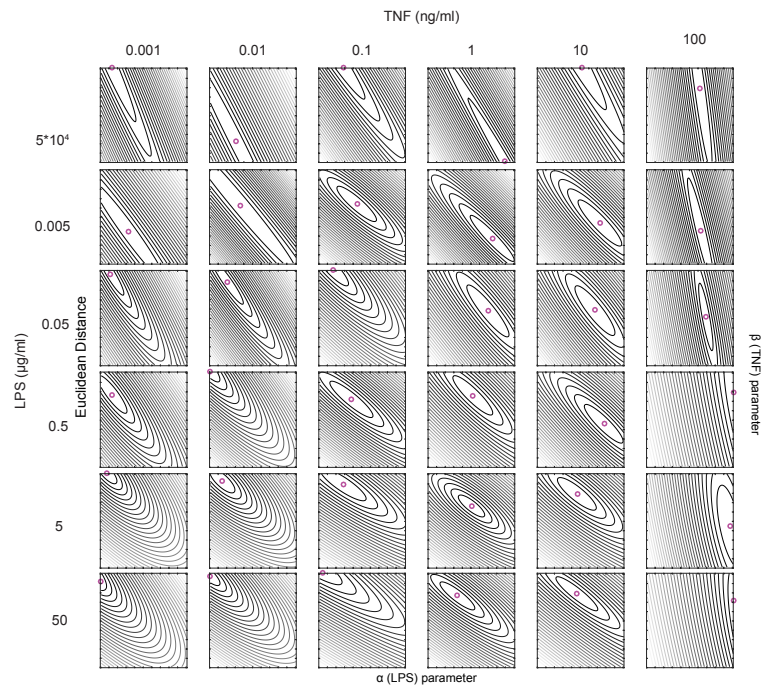 TNF (ng/ml)
0.001
0.01
0.1
1
10
100
5*10⁴
0.005
0.05
0.5
5
50
LPS (µg/ml)
Euclidean Distance
β (TNF) parameter
α (LPS) parameter